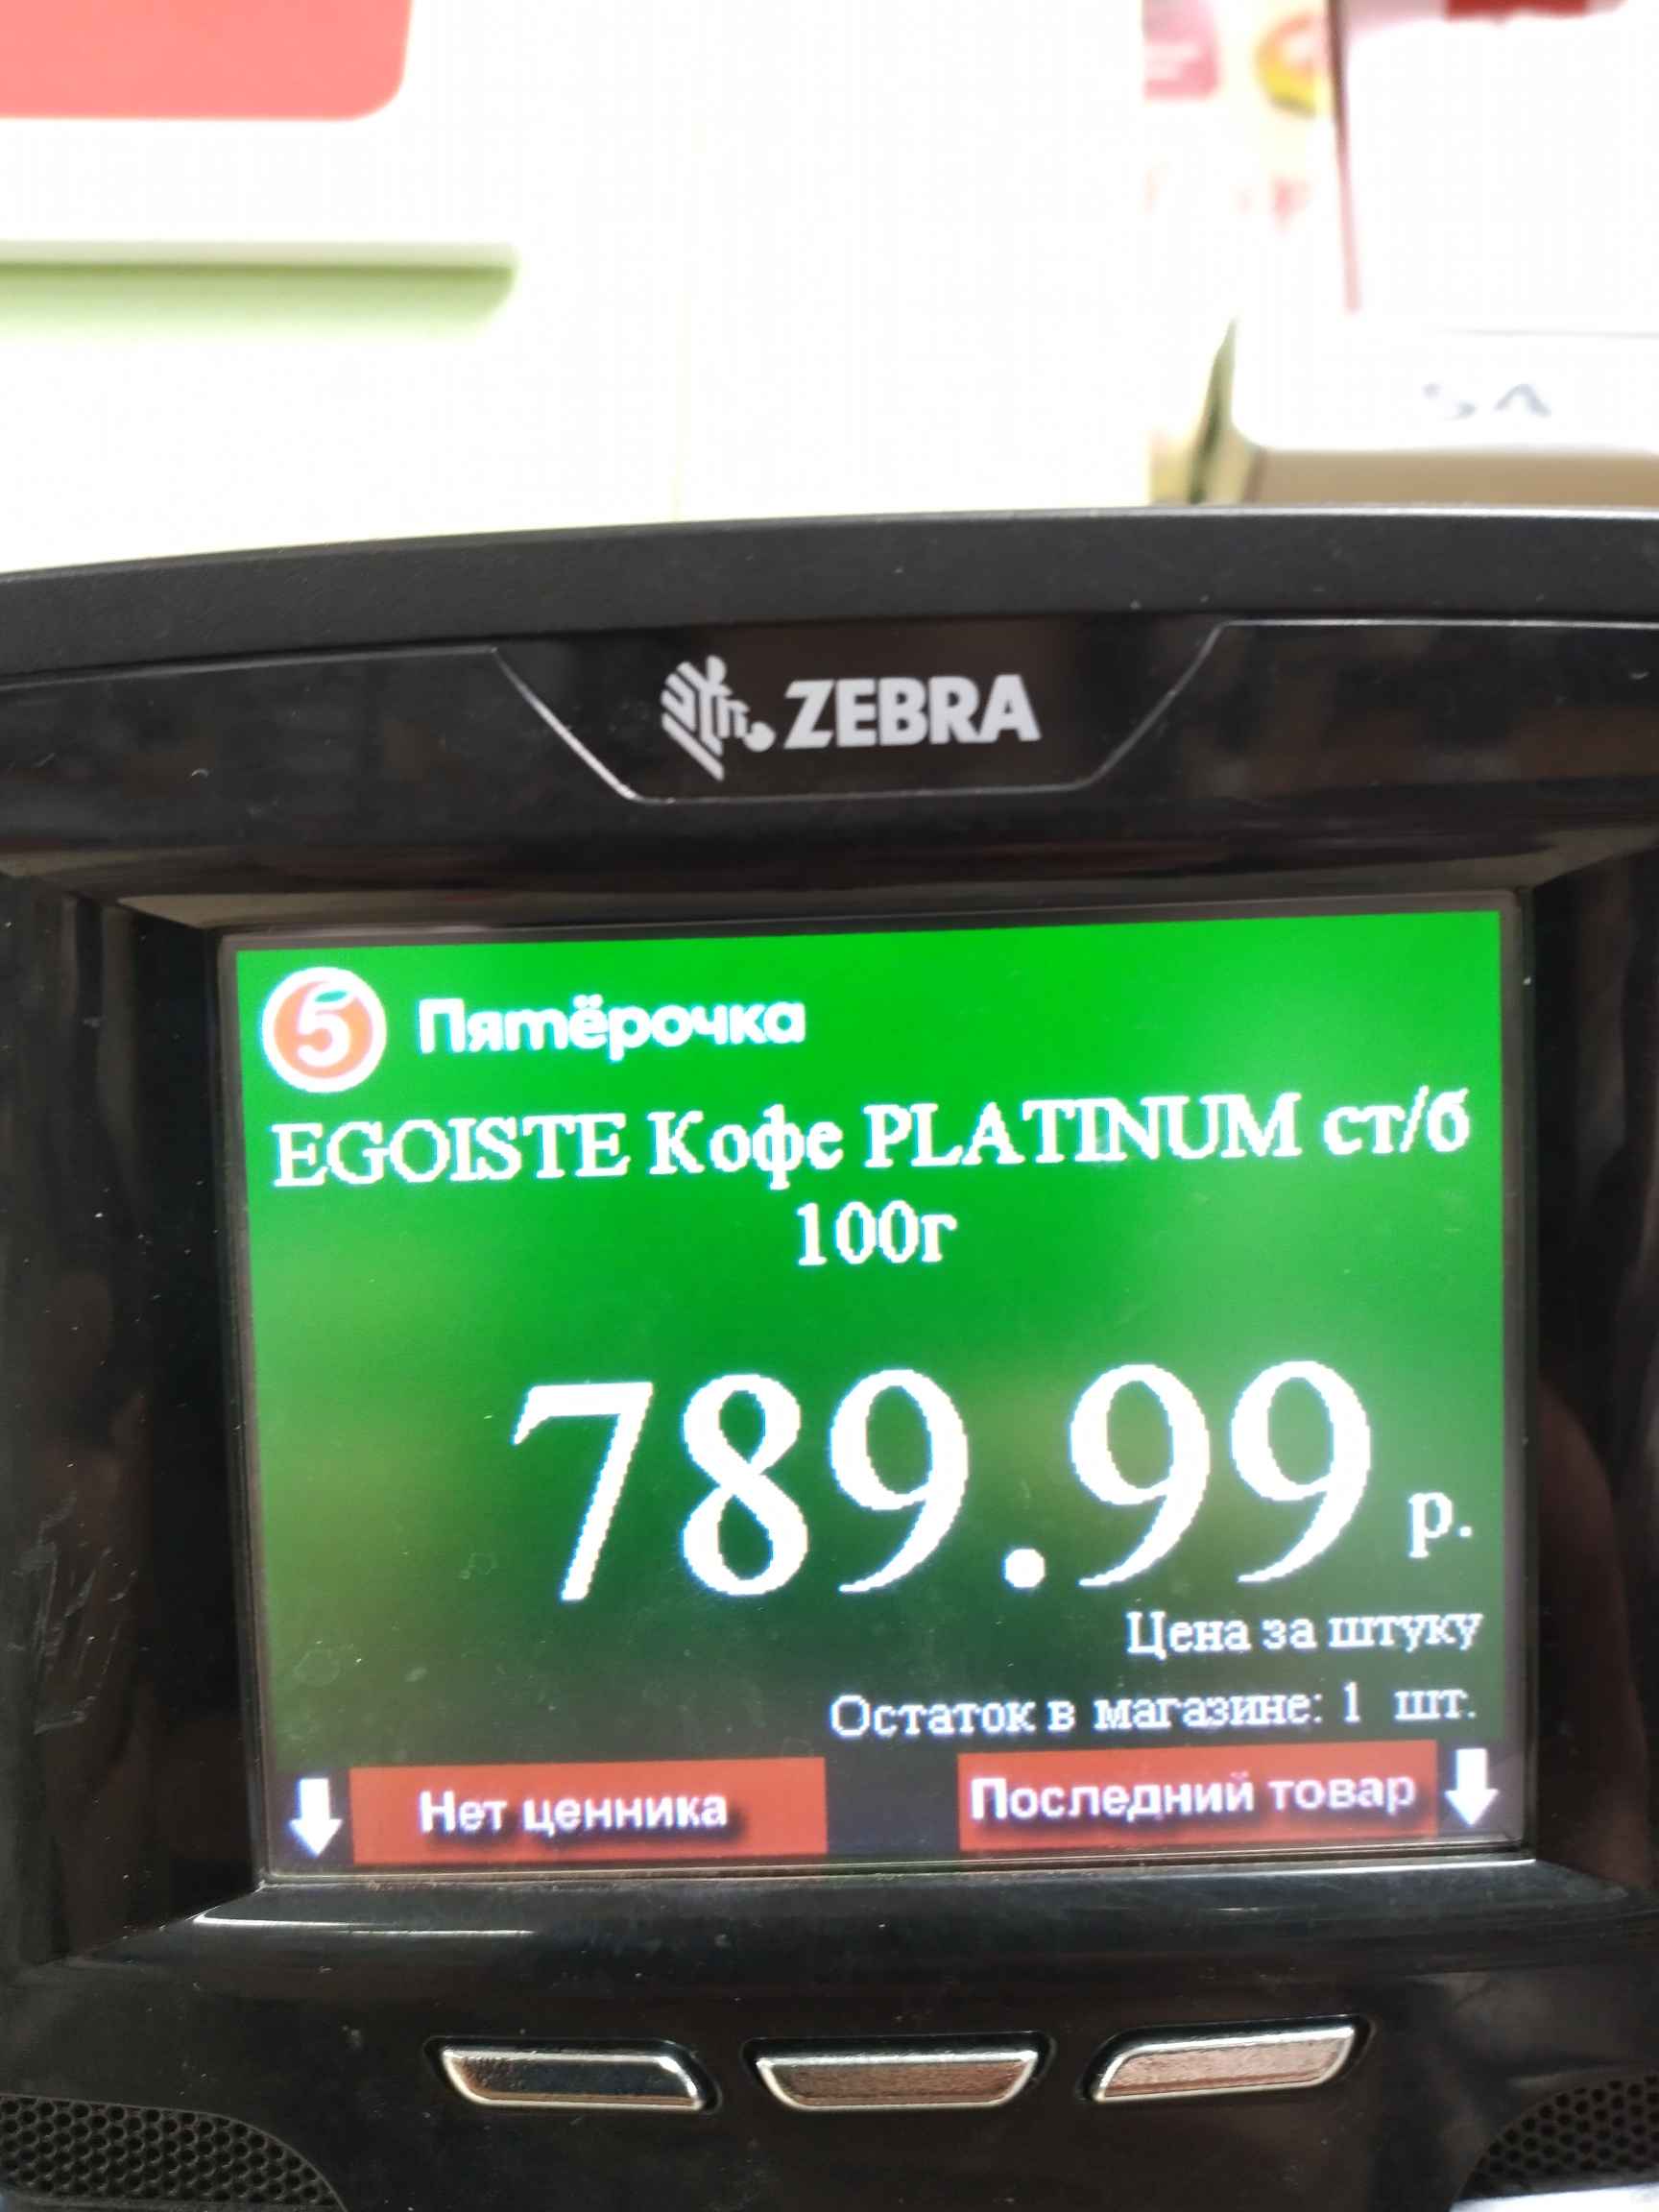 ZEBRA
5 Пятёрочка
EGOISTE Кофе PLATINUM ст/б
100г
789.99 р.
Цена за штуку
Остаток в магазине: 1 шт.
Нет ценника
Последний товар